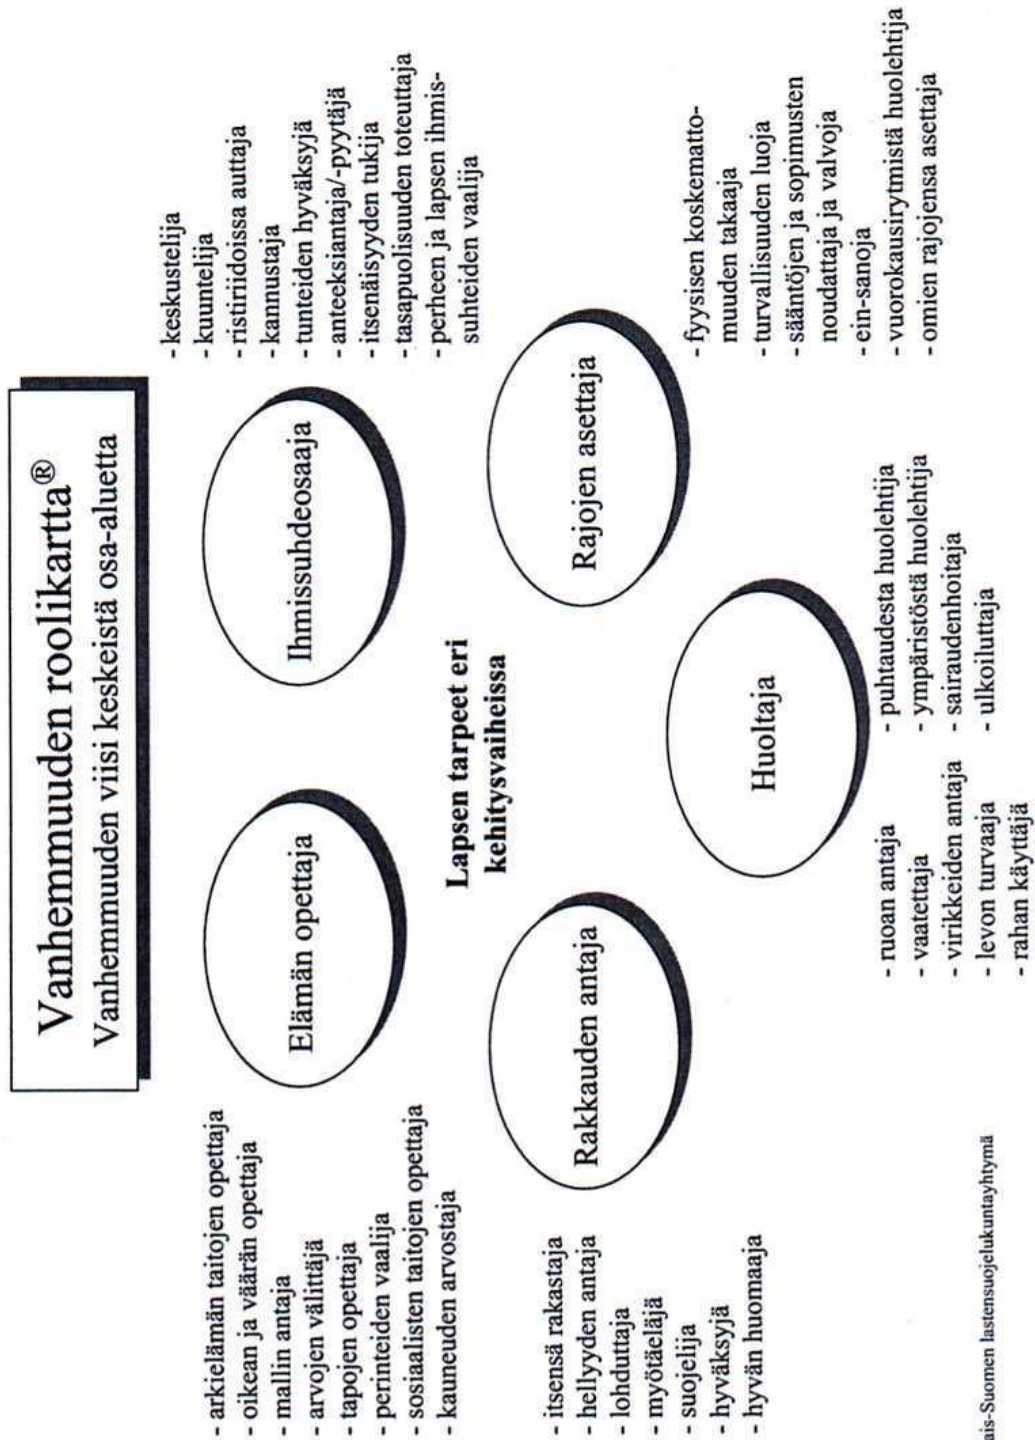 Vanhemmuuden roolikartta®
Vanhemmuuden viisi keskeistä osa-aluetta
- arkielämän taitojen opettaja
- oikean ja väärän opettaja
- mallin antaja
- arvojen välittäjä
- tapojen opettaja
- perinteiden vaalija
- sosiaalisten taitojen opettaja
- kauneuden arvostaja
Elämän opettaja
Ihmissuhdeosaaja
- keskustelija
- kuuntelija
- ristiriidoissa auttaja
- kannustaja
- tunteiden hyväksyjä
- anteeksiantaja/-pyytäjä
- itsenäisyyden tukija
- tasapuolisuuden toteuttaja
- perheen ja lapsen ihmis-
suhteiden vaalija
Lapsen tarpeet eri
kehitysvaiheissa
- itsensä rakastaja
- hellyyden antaja
- lohduttaja
- myötäeläjä
- suojelija
- hyväksyjä
- hyvän huomaaja
Rakkauden antaja
Rajojen asettaja
- fyysisen koskematto-
muuden takaaja
- turvallisuuden luoja
- sääntöjen ja sopimusten
noudattaja ja valvoja
- ein-sanoja
- vuorokausirytmistä huolehtija
- omien rajojensa asettaja
Huoltaja
- ruoan antaja
- vaatettaja
- virikkeiden antaja
- levon turvaaja
- rahan käyttäjä
- puhtaudesta huolehtija
- ympäristöstä huolehtija
- sairaudenhoitaja
- ulkoiluttaja
ais-Suomen lastensuojelukuntayhtymä